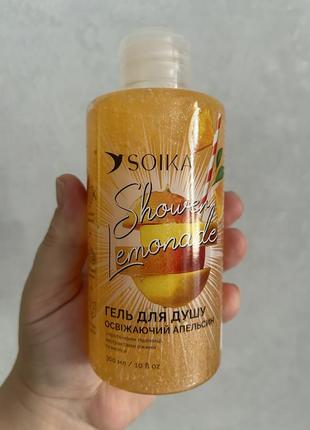 SOIKA
Shower
Lemonade
ГЕЛЬ ДЛЯ ДУШУ
ОСВІЖАЮЧИЙ АПЕЛЬСИН
300 мл / 10 fl oz